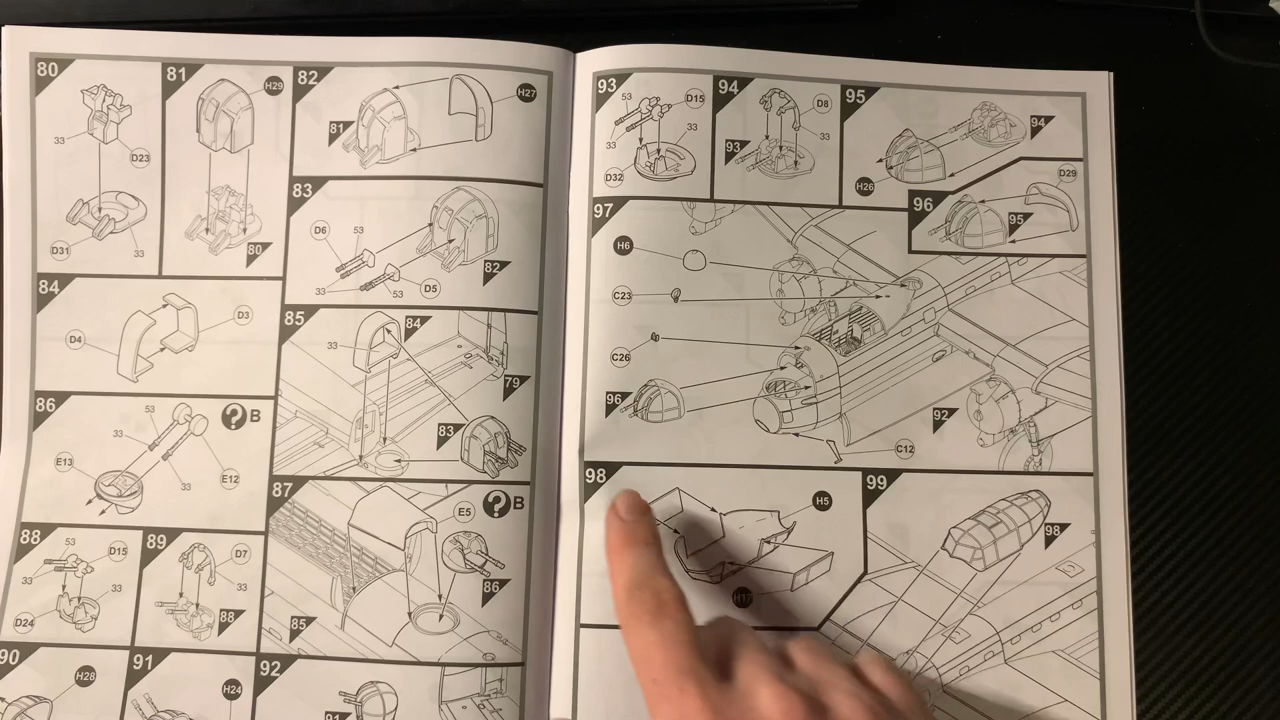 80
33
D23
D31
33
81
H29
80
82
H27
81
83
D6
53
33
53
D5
82
84
D4
D3
85
33
84
79
83
86
? B
53
33
E13
33
E12
87
? B
E5
86
85
88
53
D15
33
33
D24
89
D7
33
88
90
H28
91
H24
92
91
93
53
D15
33
33
D32
94
D8
33
93
95
94
H26
96
D29
95
97
H6
C23
C26
96
92
C12
98
H5
99
98